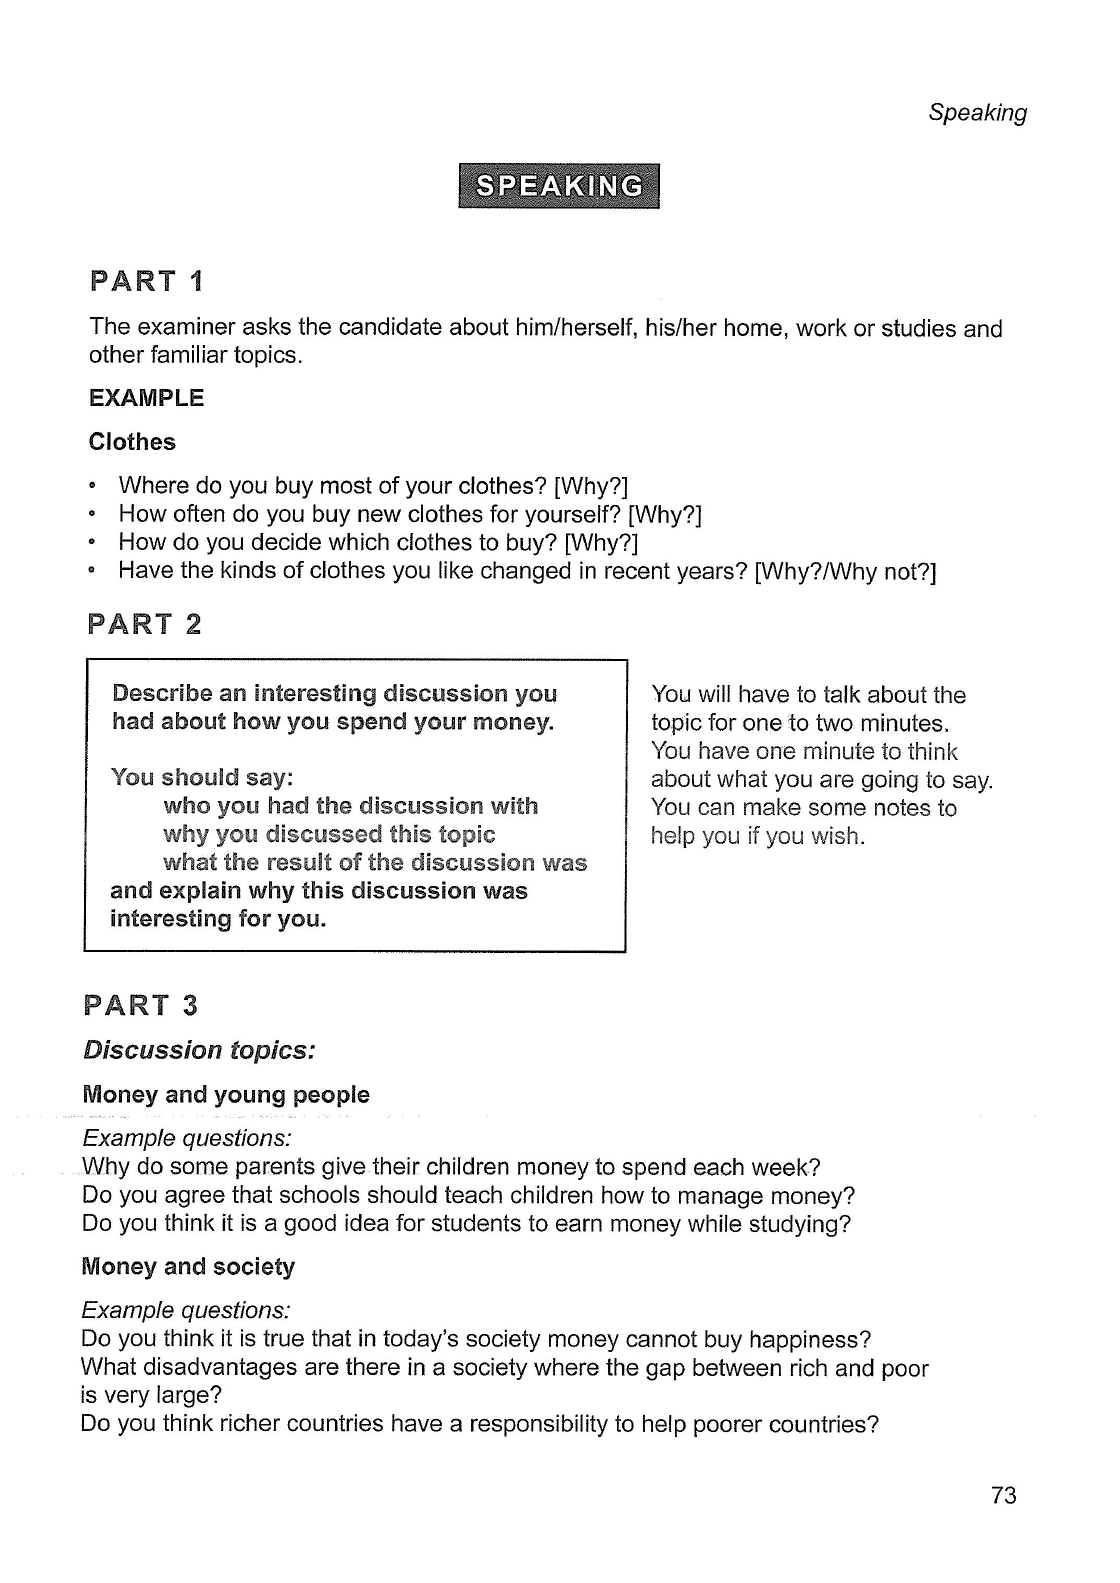 Speaking
SPEAKING
PART 1
The examiner asks the candidate about him/herself, his/her home, work or studies and
other familiar topics.
EXAMPLE
Clothes
• Where do you buy most of your clothes? [Why?]
• How often do you buy new clothes for yourself? [Why?]
• How do you decide which clothes to buy? [Why?]
• Have the kinds of clothes you like changed in recent years? [Why?/Why not?]
PART 2
Describe an interesting discussion you
had about how you spend your money.
You should say:
who you had the discussion with
why you discussed this topic
what the result of the discussion was
and explain why this discussion was
interesting for you.
You will have to talk about the
topic for one to two minutes.
You have one minute to think
about what you are going to say.
You can make some notes to
help you if you wish.
PART 3
Discussion topics:
Money and young people
Example questions:
Why do some parents give their children money to spend each week?
Do you agree that schools should teach children how to manage money?
Do you think it is a good idea for students to earn money while studying?
Money and society
Example questions:
Do you think it is true that in today's society money cannot buy happiness?
What disadvantages are there in a society where the gap between rich and poor
is very large?
Do you think richer countries have a responsibility to help poorer countries?
73